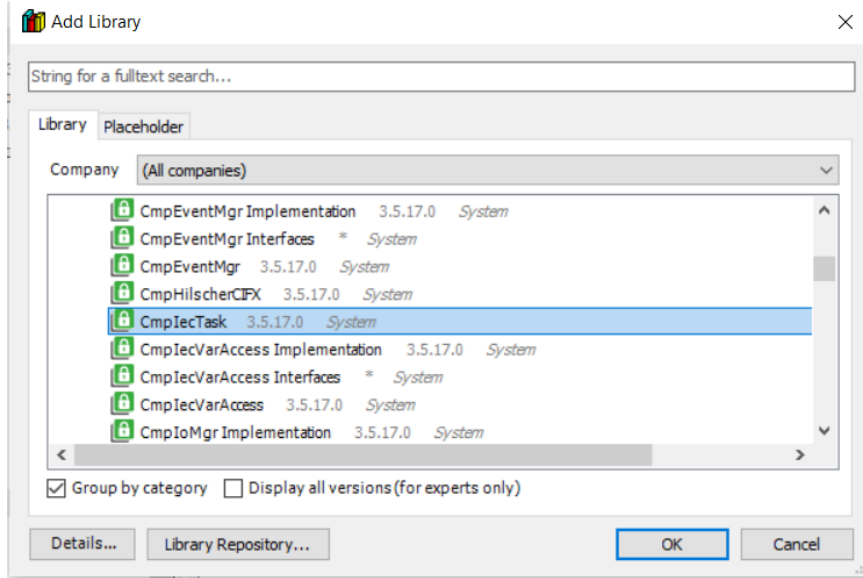 Add Library
String for a fulltext search...
Library Placeholder
Company (All companies)
CmpEventMgr Implementation 3.5.17.0 System
CmpEventMgr Interfaces * System
CmpEventMgr 3.5.17.0 System
CmpHilscherCIFX 3.5.17.0 System
CmpIecTask 3.5.17.0 System
CmpIecVarAccess Implementation 3.5.17.0 System
CmpIecVarAccess Interfaces * System
CmpIecVarAccess 3.5.17.0 System
CmpIoMgr Implementation 3.5.17.0 System
Group by category Display all versions (for experts only)
Details... Library Repository... OK Cancel